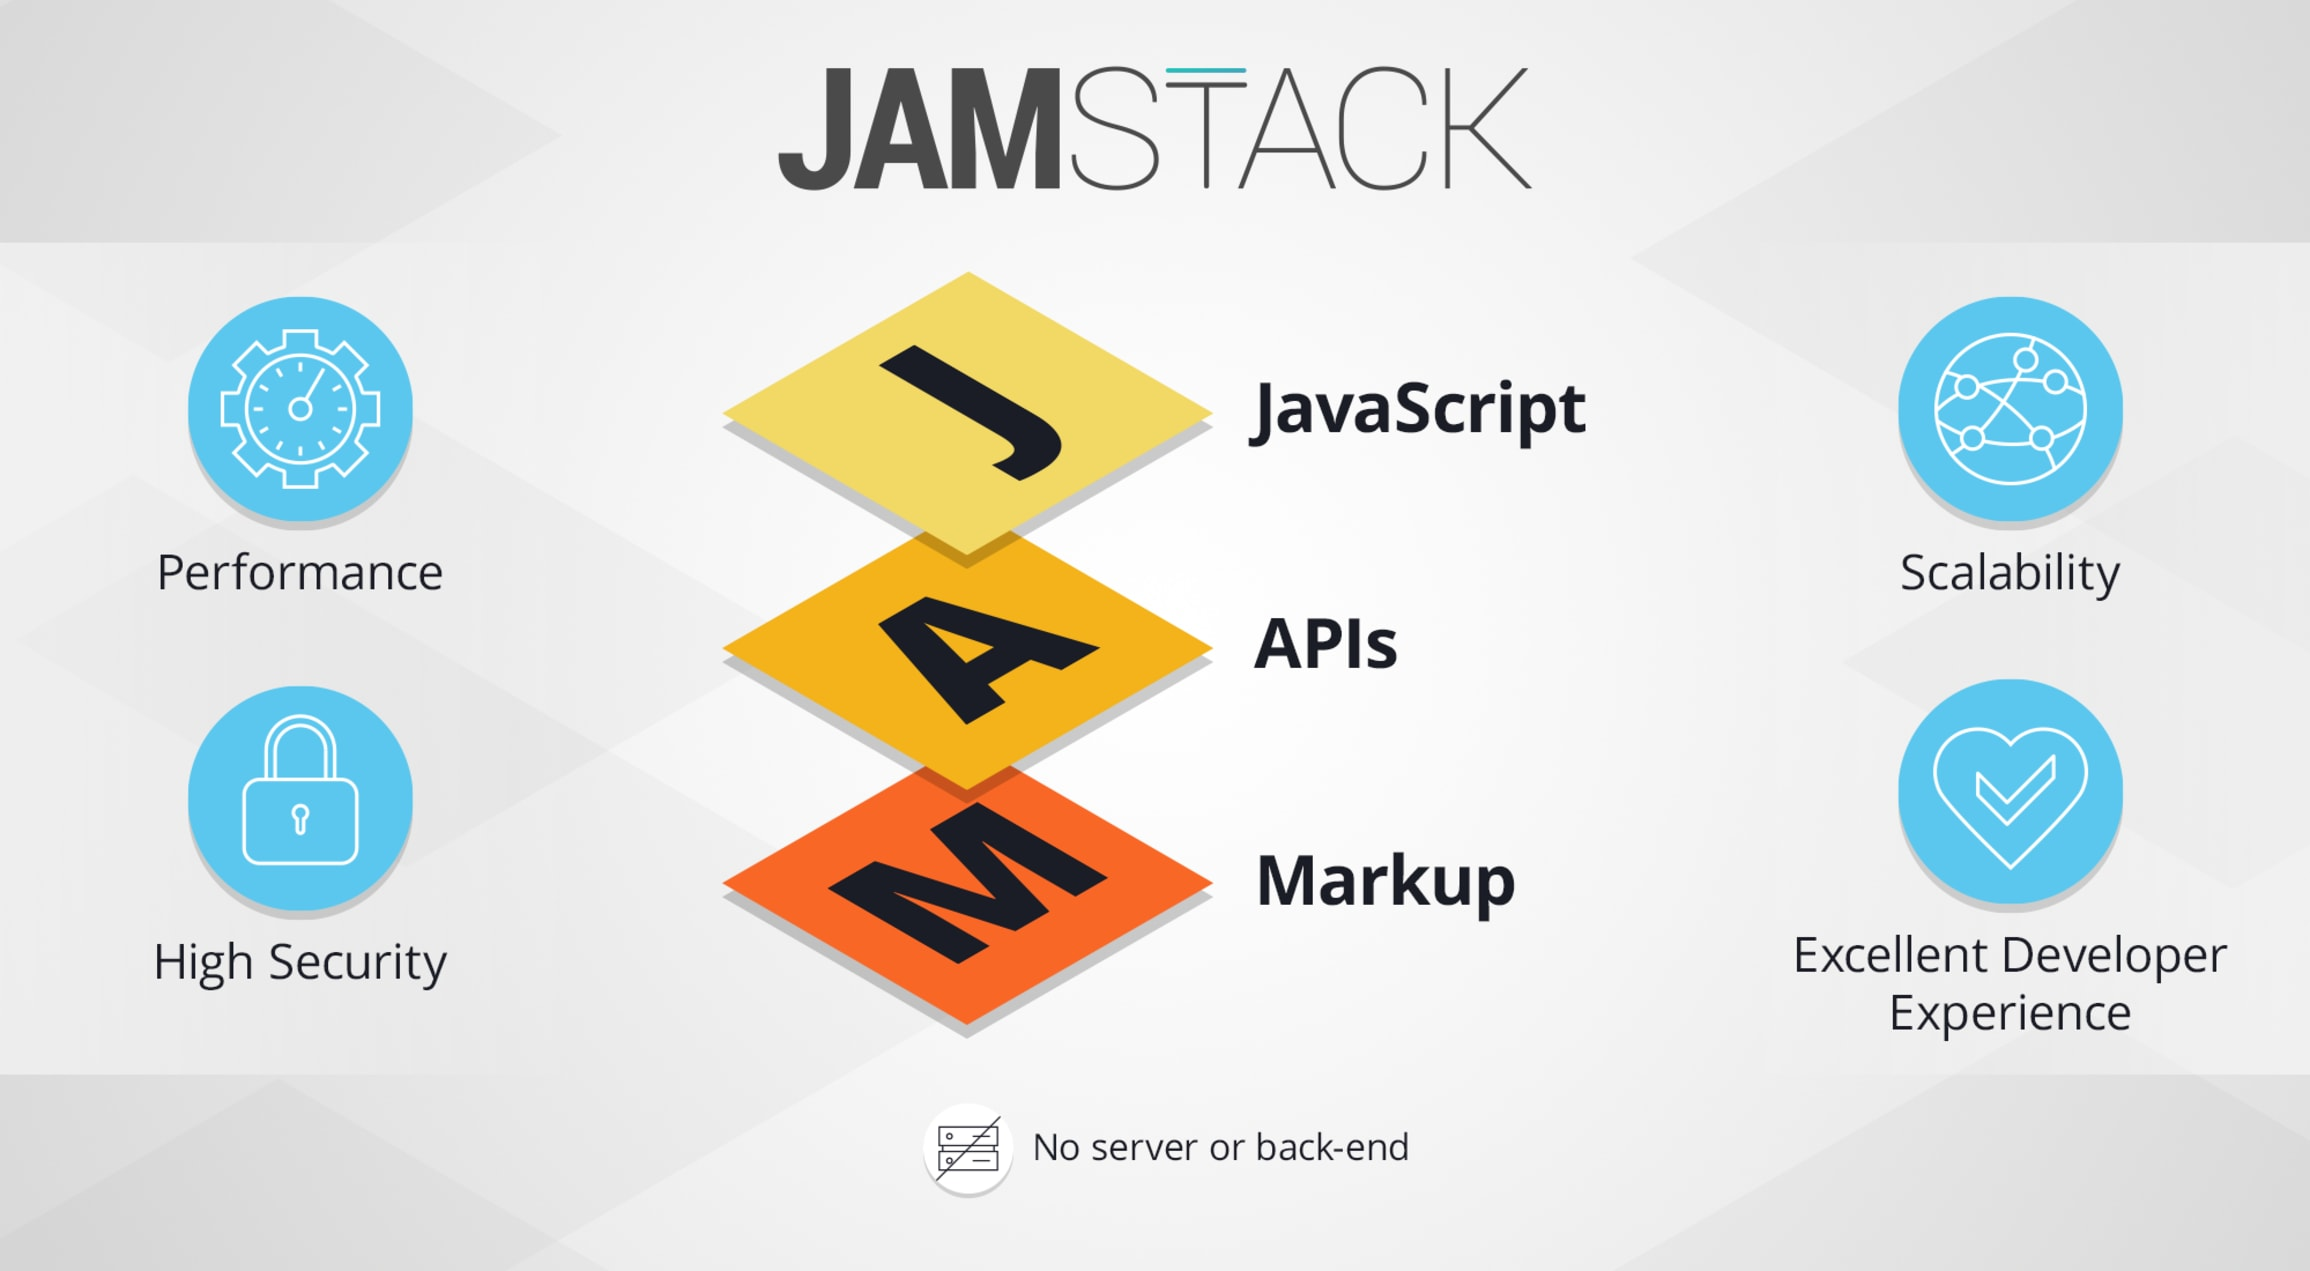 JAMSTACK
J
JavaScript
Performance
Scalability
A
APIs
M
Markup
High Security
Excellent Developer
Experience
No server or back-end